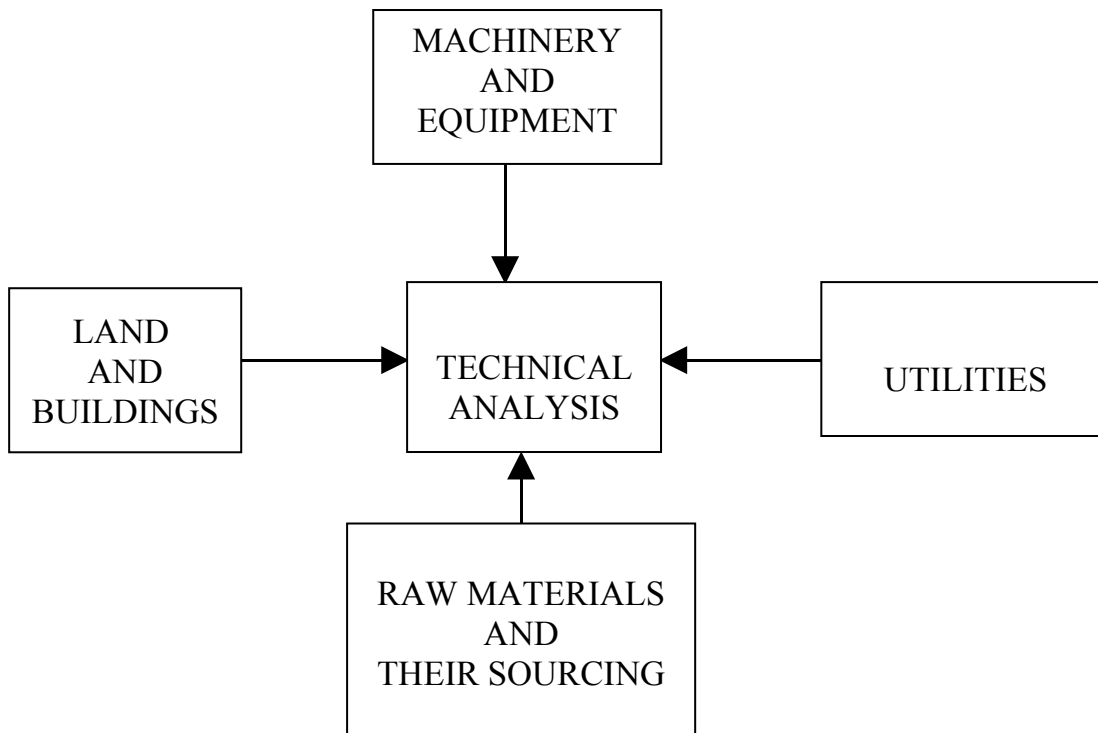 MACHINERY
AND
EQUIPMENT
LAND
AND
BUILDINGS
TECHNICAL
ANALYSIS
UTILITIES
RAW MATERIALS
AND
THEIR SOURCING